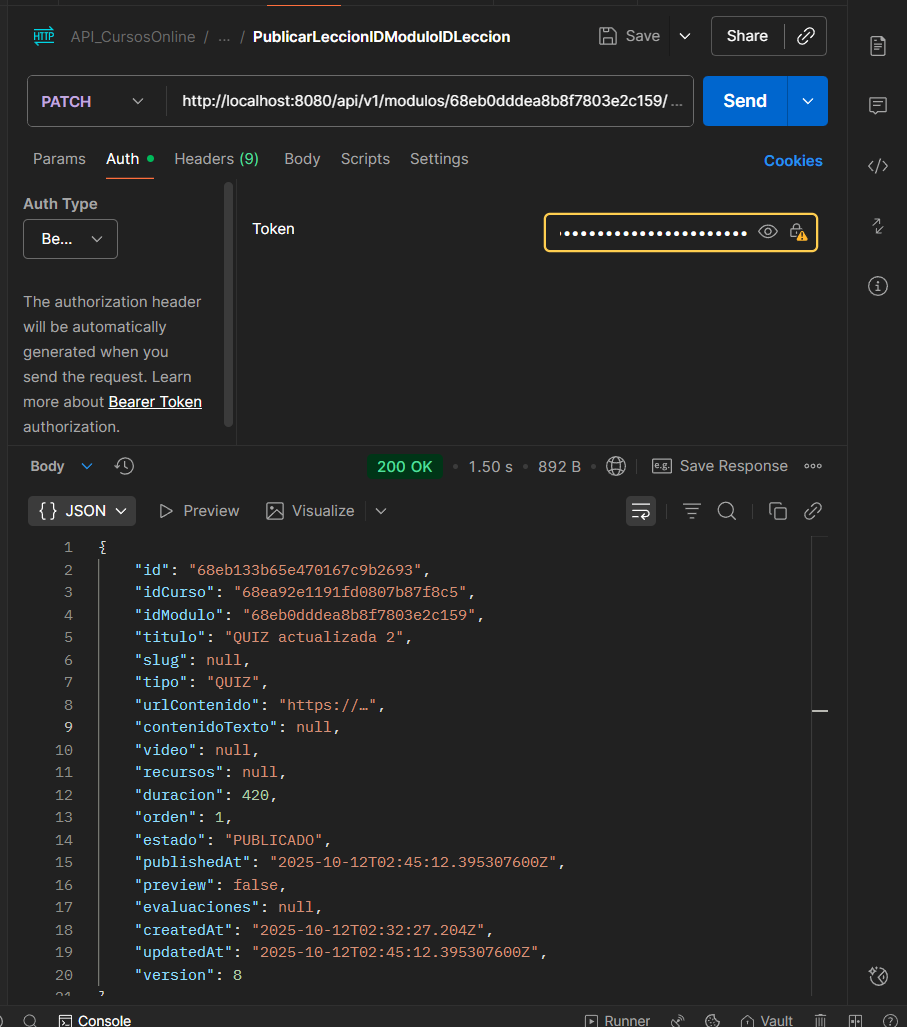 HTTP API_CursosOnline / ... / PublicarLeccionIDModuloIDLeccion Save Share
PATCH http://localhost:8080/api/v1/modulos/68eb0dddea8b8f7803e2c159/ ... Send
Params Auth Headers (9) Body Scripts Settings Cookies
Auth Type
Be...
Token
The authorization header
will be automatically
generated when you
send the request. Learn
more about Bearer Token
authorization.
Body 200 OK • 1.50 s • 892 B • e.g. Save Response
{} JSON Preview Visualize
1 {
2 "id": "68eb133b65e470167c9b2693",
3 "idCurso": "68ea92e1191fd0807b87f8c5",
4 "idModulo": "68eb0dddea8b8f7803e2c159",
5 "titulo": "QUIZ actualizada 2",
6 "slug": null,
7 "tipo": "QUIZ",
8 "urlContenido": "https://…",
9 "contenidoTexto": null,
10 "video": null,
11 "recursos": null,
12 "duracion": 420,
13 "orden": 1,
14 "estado": "PUBLICADO",
15 "publishedAt": "2025-10-12T02:45:12.395307600Z",
16 "preview": false,
17 "evaluaciones": null,
18 "createdAt": "2025-10-12T02:32:27.204Z",
19 "updatedAt": "2025-10-12T02:45:12.395307600Z",
20 "version": 8
21 }
Console Runner Vault